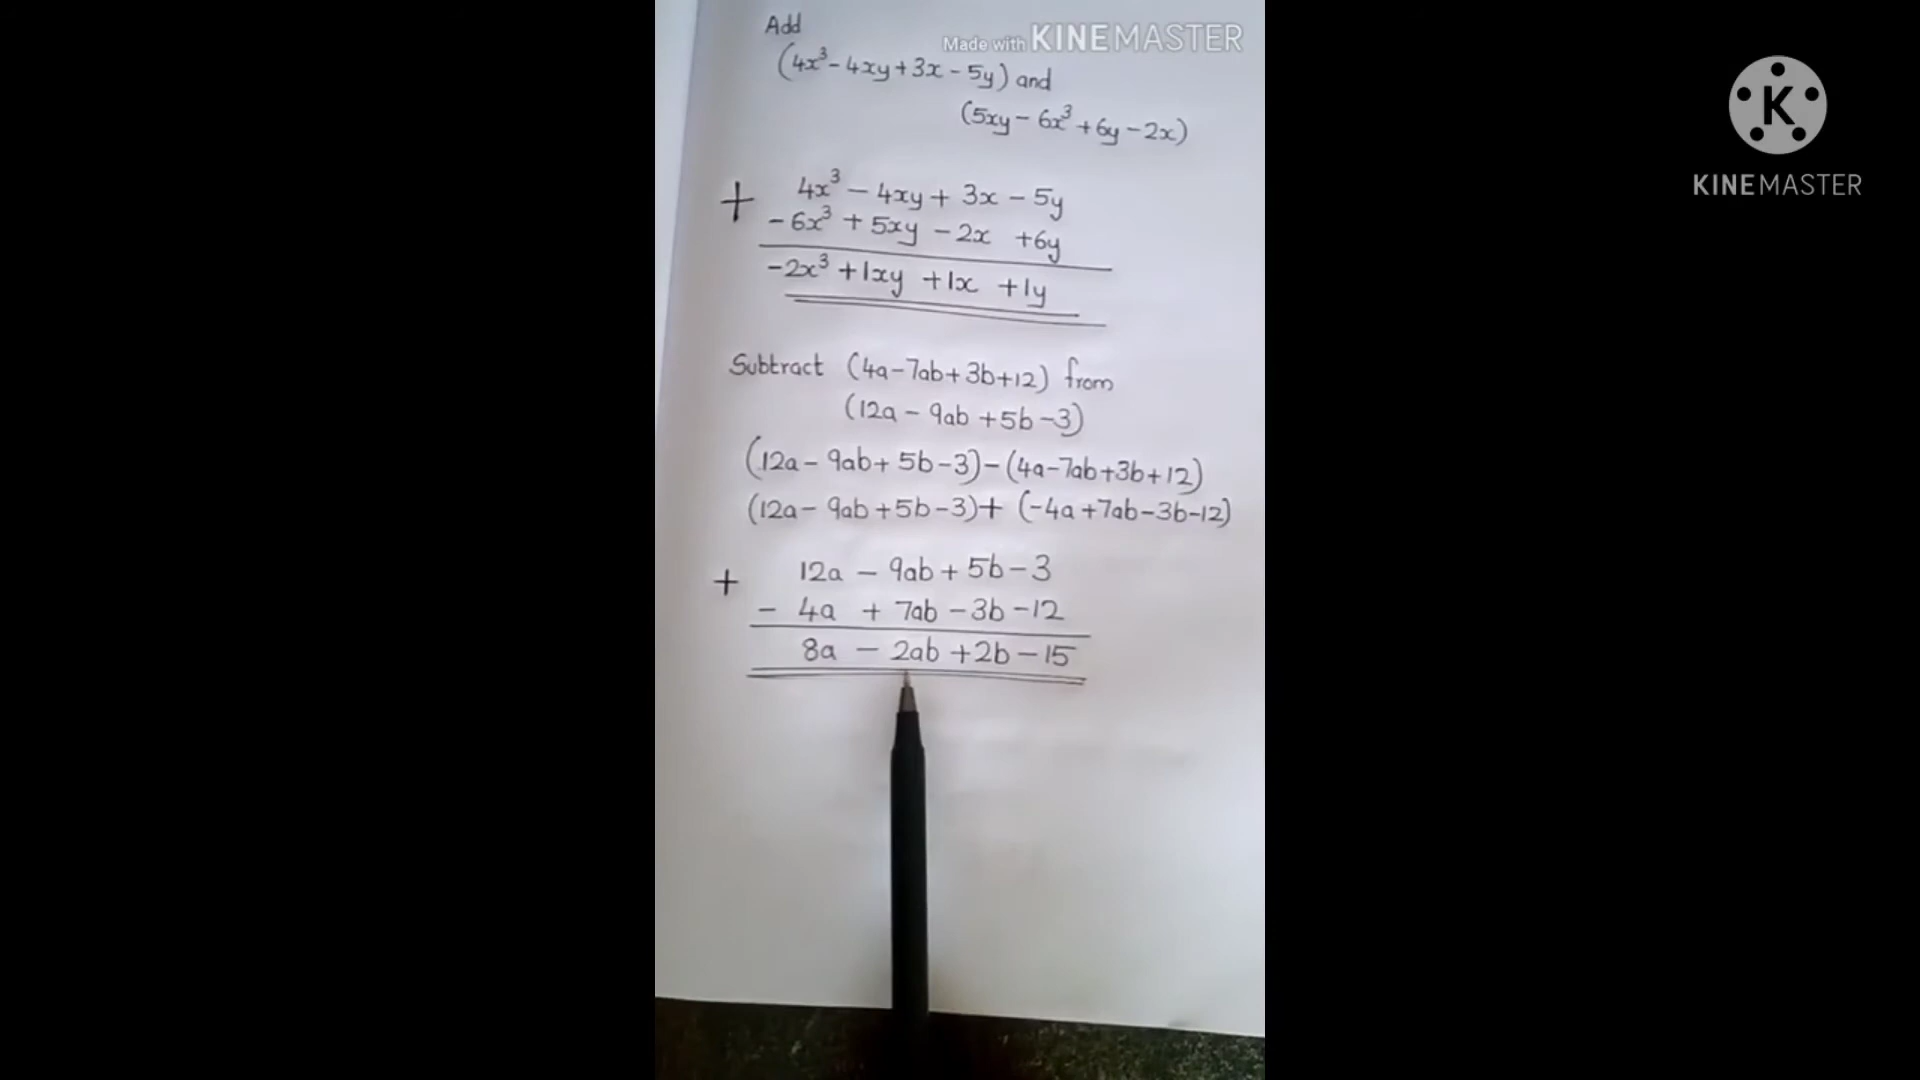 Add
Made with KINEMASTER
(4x³ - 4xy + 3x - 5y) and
(5xy - 6x³ + 6y - 2x)
+ 4x³ - 4xy + 3x - 5y
- 6x³ + 5xy - 2x + 6y
- 2x³ + 1xy + 1x + 1y
Subtract (4a - 7ab + 3b + 12) from
(12a - 9ab + 5b - 3)
(12a - 9ab + 5b - 3) - (4a - 7ab + 3b + 12)
(12a - 9ab + 5b - 3) + (-4a + 7ab - 3b - 12)
+ 12a - 9ab + 5b - 3
- 4a + 7ab - 3b - 12
8a - 2ab + 2b - 15
K
KINEMASTER